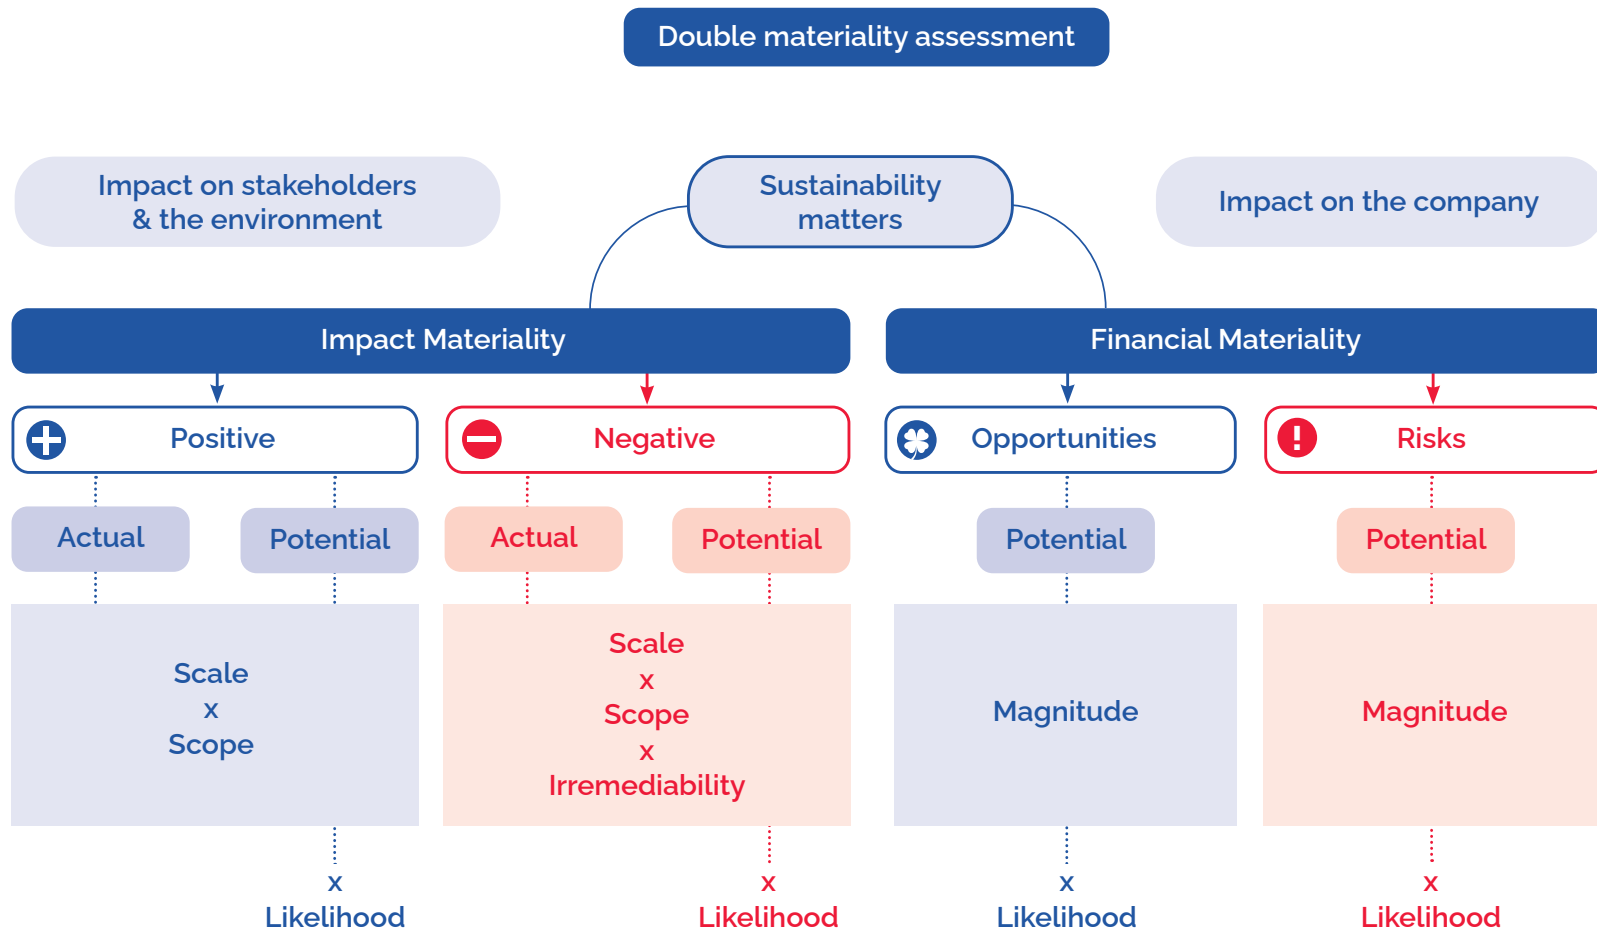 Double materiality assessment
Impact on stakeholders
& the environment
Sustainability
matters
Impact on the company
Impact Materiality
Financial Materiality
Positive
Negative
Opportunities
Risks
Actual
Potential
Actual
Potential
Potential
Potential
Scale
x
Scope
Scale
x
Scope
x
Irremediability
Magnitude
Magnitude
x
Likelihood
x
Likelihood
x
Likelihood
x
Likelihood